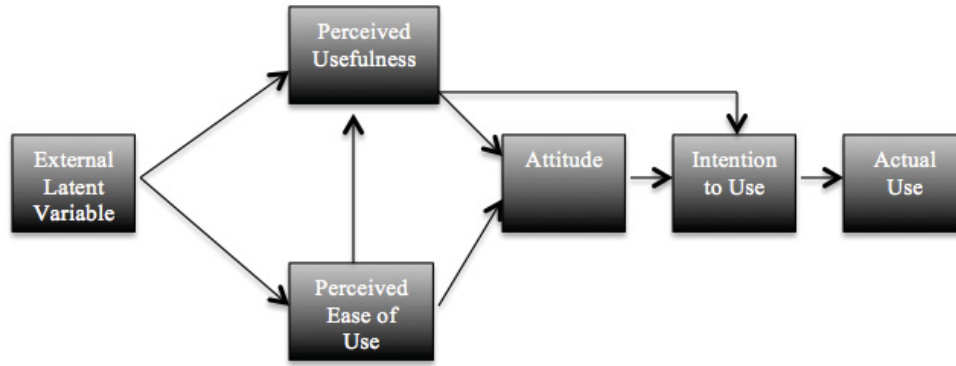 Perceived
Usefulness
External
Latent
Variable
Attitude
Intention
to Use
Actual
Use
Perceived
Ease of
Use